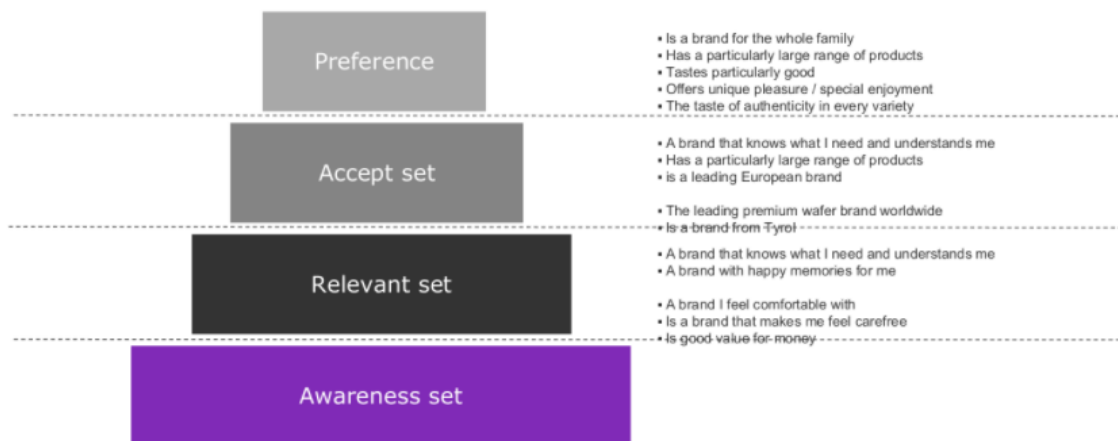 Preference
▪ Is a brand for the whole family
▪ Has a particularly large range of products
▪ Tastes particularly good
▪ Offers unique pleasure / special enjoyment
▪ The taste of authenticity in every variety
Accept set
▪ A brand that knows what I need and understands me
▪ Has a particularly large range of products
▪ is a leading European brand
▪ The leading premium wafer brand worldwide
▪ Is a brand from Tyrol
Relevant set
▪ A brand that knows what I need and understands me
▪ A brand with happy memories for me
▪ A brand I feel comfortable with
▪ Is a brand that makes me feel carefree
▪ Is good value for money
Awareness set